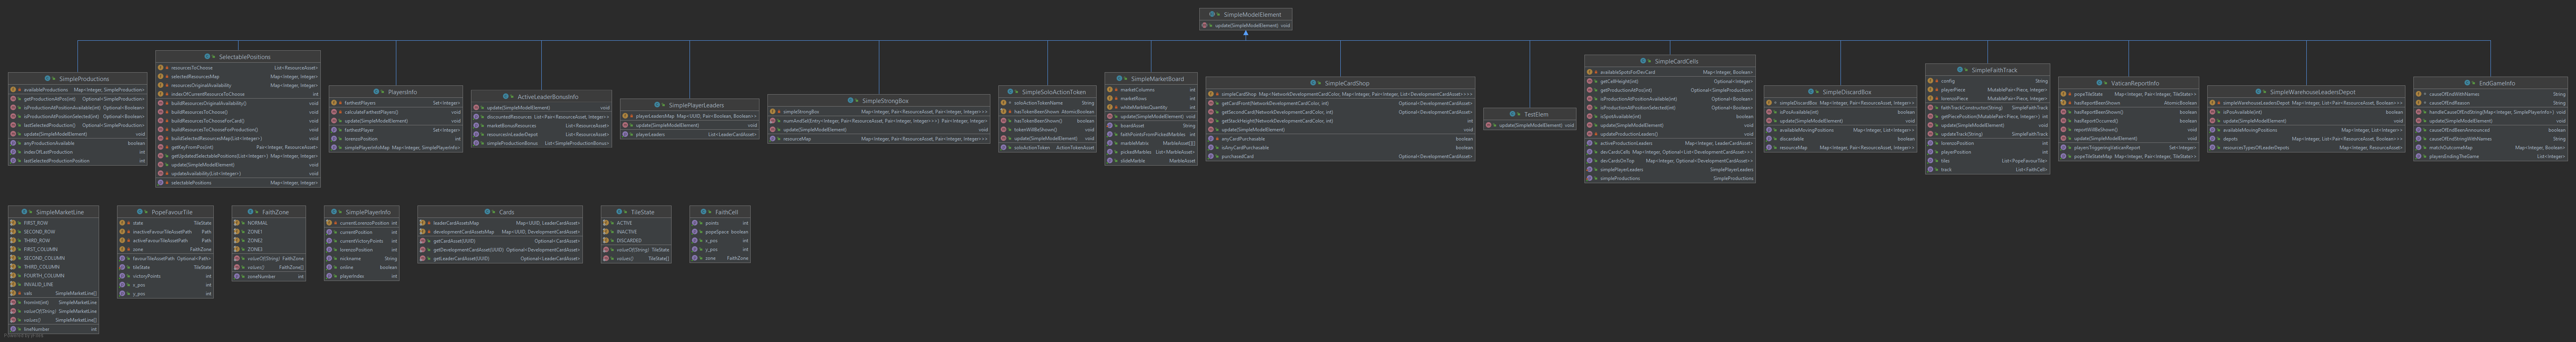 SimpleModelElement
update(SimpleModelElement) void
SimpleProductions
availableProductions Map<Integer, SimpleProduction>
getProductionAtPos(int) Optional<SimpleProduction>
isProductionAtPositionAvailable(int) Optional<Boolean>
isProductionAtPositionSelected(int) Optional<Boolean>
lastSelectedProduction() Optional<SimpleProduction>
update(SimpleModelElement) void
anyProductionAvailable boolean
indexOfLastProduction int
lastSelectedProductionPosition int
SelectablePositions
resourcesToChoose List<ResourceAsset>
selectedResourcesMap Map<Integer, Integer>
resourcesOriginalAvailability Map<Integer, Integer>
indexOfCurrentResourceToChoose int
buildResourcesOriginalAvailability() void
buildResourcesToChoose() void
buildResourcesToChooseForCard() void
buildResourcesToChooseForProduction() void
buildSelectedResourcesMap(List<Integer>) void
getKeyFromPos(int) Pair<Integer, ResourceAsset>
getUpdatedSelectablePositions(List<Integer>) Map<Integer, Integer>
update(SimpleModelElement) void
updateAvailability(List<Integer>) void
selectablePositions Map<Integer, Integer>
PlayersInfo
farthestPlayers Set<Integer>
calculateFarthestPlayers() void
update(SimpleModelElement) void
farthestPlayer Set<Integer>
lorenzoPosition int
simplePlayerInfoMap Map<Integer, SimplePlayerInfo>
ActiveLeaderBonusInfo
update(SimpleModelElement) void
discountedResources List<Pair<ResourceAsset, Integer>>
marketBonusResources List<ResourceAsset>
resourcesInLeaderDepot List<ResourceAsset>
simpleProductionBonus List<SimpleProductionBonus>
SimplePlayerLeaders
playerLeadersMap Map<UUID, Pair<Boolean, Boolean>>
update(SimpleModelElement) void
playerLeaders List<LeaderCardAsset>
SimpleStrongBox
simpleStrongBox Map<Integer, Pair<ResourceAsset, Pair<Integer, Integer>>>
update(SimpleModelElement) void
resourceMap Map<Integer, Pair<ResourceAsset, Pair<Integer, Integer>>>
SimpleSoloActionToken
soloActionTokenName String
hasTokenBeenShown AtomicBoolean
hasTokenBeenShown() boolean
tokenWillBeShown() void
update(SimpleModelElement) void
soloActionToken ActionTokenAsset
SimpleMarketBoard
marketColumns int
marketRows int
whiteMarblesQuantity int
update(SimpleModelElement) void
boardAsset String
faithPointsFromPickedMarbles int
marbleMatrix MarbleAsset[][]
pickedMarbles List<MarbleAsset>
slideMarble MarbleAsset
SimpleCardShop
simpleCardShop Map<NetworkDevelopmentCardColor, Map<Integer, Pair<Integer, List<DevelopmentCardAsset>>>>
getCardFront(NetworkDevelopmentCardColor, int) Optional<DevelopmentCardAsset>
getSecondCard(NetworkDevelopmentCardColor, int) Optional<DevelopmentCardAsset>
getStackHeight(NetworkDevelopmentCardColor, int) int
update(SimpleModelElement) void
anyCardPurchasable boolean
isAnyCardPurchasable boolean
purchasedCard Optional<DevelopmentCardAsset>
TestElem
update(SimpleModelElement) void
SimpleCardCells
availableSpotsForDevCard Map<Integer, Boolean>
getCellHeight(int) Optional<Integer>
getProductionAtPos(int) Optional<SimpleProduction>
isProductionAtPositionAvailable(int) Optional<Boolean>
isSpotAvailable(int) boolean
isProductionAtPositionSelected(int) Optional<Boolean>
update(SimpleModelElement) void
updateProductionLeaders() void
activeProductionLeaders Map<Integer, LeaderCardAsset>
devCardsCells Map<Integer, Optional<List<DevelopmentCardAsset>>>
devCardsOnTop Map<Integer, Optional<DevelopmentCardAsset>>
simplePlayerLeaders SimplePlayerLeaders
simpleProductions SimpleProductions
SimpleDiscardBox
simpleDiscardBox Map<Integer, Pair<ResourceAsset, Integer>>
isPosAvailable(int) boolean
update(SimpleModelElement) void
availableMovingPositions Map<Integer, List<Integer>>
discardable boolean
resourceMap Map<Integer, Pair<ResourceAsset, Integer>>
SimpleFaithTrack
config String
playerPiece MutablePair<Piece, Integer>
lorenzoPiece MutablePair<Piece, Integer>
faithTrackConstructor(String) SimpleFaithTrack
getPiecePosition(MutablePair<Piece, Integer>) int
update(SimpleModelElement) void
updateTrack(String) SimpleFaithTrack
lorenzoPosition int
playerPosition int
tiles List<PopeFavourTile>
track List<FaithCell>
VaticanReportInfo
popeTileState Map<Integer, Pair<Integer, TileState>>
hasReportBeenShown AtomicBoolean
hasReportBeenShown() boolean
hasReportOccurred() boolean
reportWillBeShown() void
update(SimpleModelElement) void
playersTriggeringVaticanReport Set<Integer>
popeTileStateMap Map<Integer, Pair<Integer, TileState>>
SimpleWarehouseLeadersDepot
simpleWarehouseLeadersDepot Map<Integer, List<Pair<ResourceAsset, Boolean>>>
isPosAvailable(int) boolean
update(SimpleModelElement) void
availableMovingPositions Map<Integer, List<Integer>>
depots Map<Integer, List<Pair<ResourceAsset, Boolean>>>
resourcesTypesOfLeaderDepots Map<Integer, ResourceAsset>
EndGameInfo
causeOfEndWithNames String
causeOfEndReason String
handleCauseOfEndString(Map<Integer, SimplePlayerInfo>) void
update(SimpleModelElement) void
causeOfEndBeenAnnounced boolean
causeOfEndStringWithNames String
matchOutcomeMap Map<Integer, Boolean>
playersEndingTheGame List<Integer>
SimpleMarketLine
FIRST_ROW
SECOND_ROW
THIRD_ROW
FIRST_COLUMN
SECOND_COLUMN
THIRD_COLUMN
FOURTH_COLUMN
INVALID_LINE
vals SimpleMarketLine[]
fromInt(int) SimpleMarketLine
valueOf(String) SimpleMarketLine
values() SimpleMarketLine[]
lineNumber int
PopeFavourTile
state TileState
inactiveFavourTileAssetPath Path
activeFavourTileAssetPath Path
zone FaithZone
favourTileAssetPath Optional<Path>
tileState TileState
victoryPoints int
x_pos int
y_pos int
FaithZone
NORMAL
ZONE1
ZONE2
ZONE3
valueOf(String) FaithZone
values() FaithZone[]
zoneNumber int
SimplePlayerInfo
currentLorenzoPosition int
currentPosition int
currentVictoryPoints int
lorenzoPosition int
nickname String
online boolean
playerIndex int
Cards
leaderCardAssetsMap Map<UUID, LeaderCardAsset>
developmentCardAssetsMap Map<UUID, DevelopmentCardAsset>
getCardAsset(UUID) Optional<CardAsset>
getDevelopmentCardAsset(UUID) Optional<DevelopmentCardAsset>
getLeaderCardAsset(UUID) Optional<LeaderCardAsset>
TileState
ACTIVE
INACTIVE
DISCARDED
valueOf(String) TileState
values() TileState[]
FaithCell
points int
popeSpace boolean
x_pos int
y_pos int
zone FaithZone